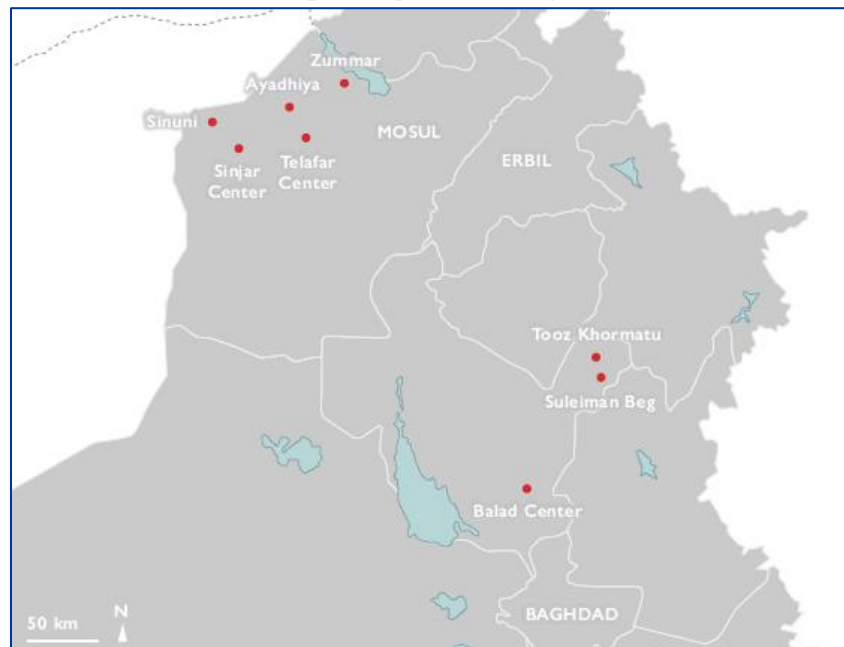 Zummar
Ayadhiya
Sinuni
MOSUL
Sinjar
Center
Telafar
Center
ERBIL
Tooz Khormatu
Suleiman Beg
Balad Center
BAGHDAD
50 km
N